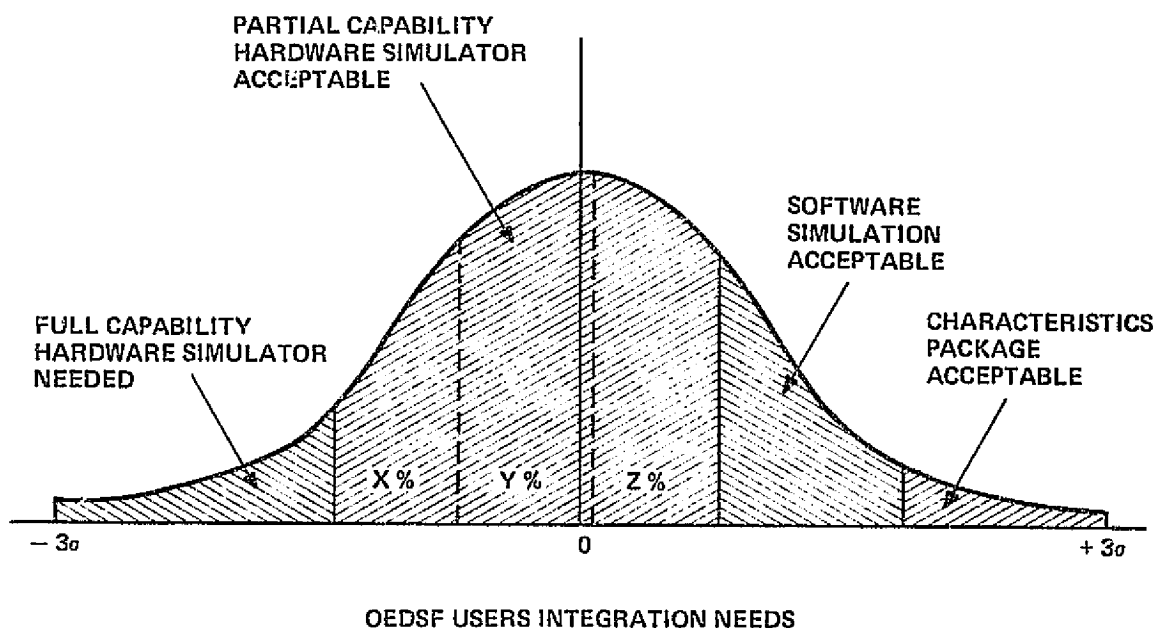 PARTIAL CAPABILITY
HARDWARE SIMULATOR
ACCEPTABLE
SOFTWARE
SIMULATION
ACCEPTABLE
FULL CAPABILITY
HARDWARE SIMULATOR
NEEDED
CHARACTERISTICS
PACKAGE
ACCEPTABLE
X % Y % Z %
− 3σ 0 + 3σ
OEDSF USERS INTEGRATION NEEDS